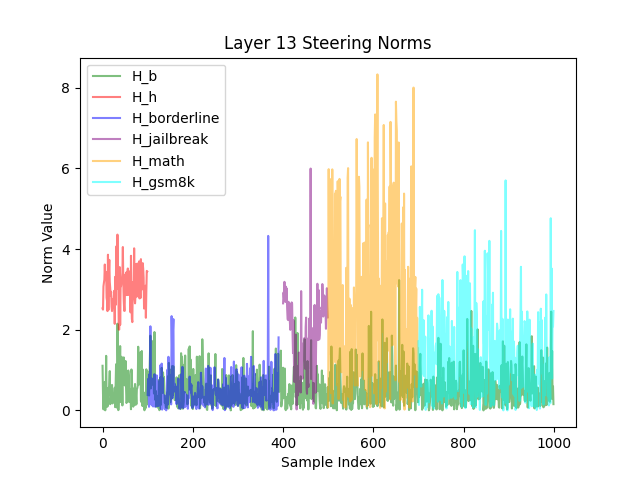 Layer 13 Steering Norms
H_b
H_h
H_borderline
H_jailbreak
H_math
H_gsm8k
Norm Value
8
6
4
2
0
0 200 400 600 800 1000
Sample Index